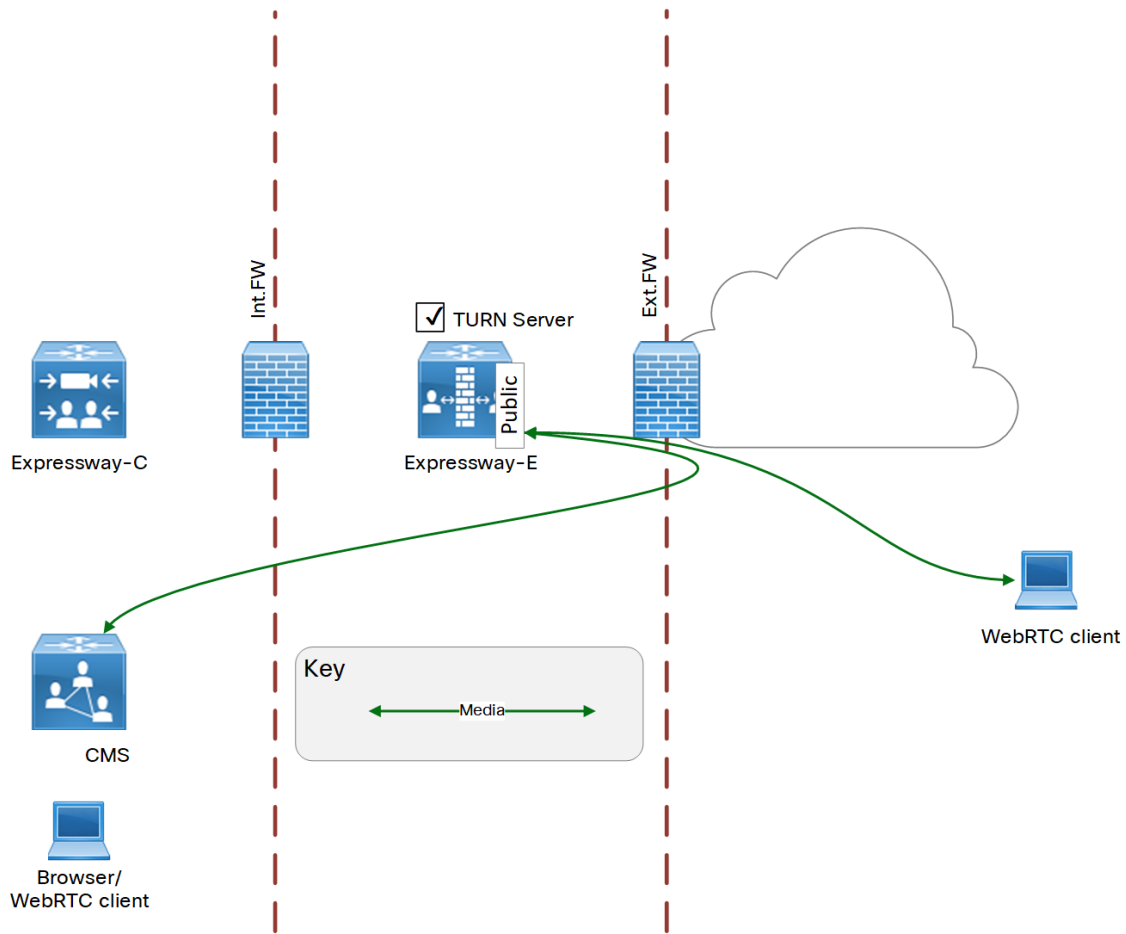 Int.FW
Ext.FW
TURN Server
Public
Expressway-C
Expressway-E
WebRTC client
Key
Media
CMS
Browser/
WebRTC client